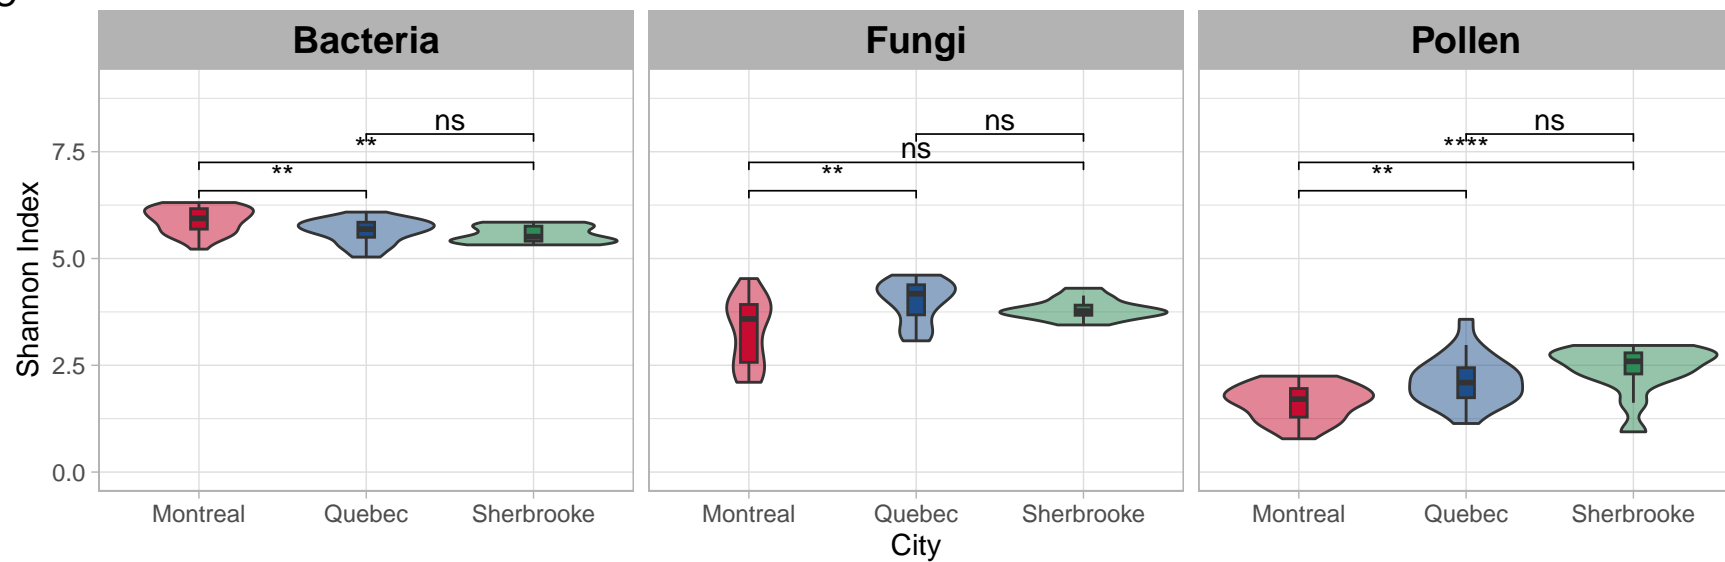 Bacteria
Fungi
Pollen
ns
**
**
ns
ns
**
ns
****
**
7.5
5.0
2.5
0.0
Shannon Index
Montreal
Quebec
Sherbrooke
Montreal
Quebec
Sherbrooke
Montreal
Quebec
Sherbrooke
City